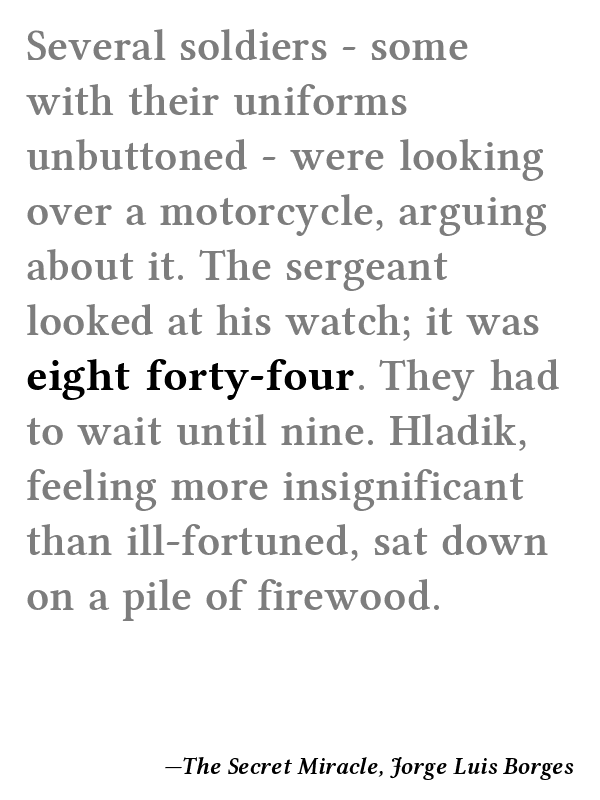 Several soldiers - some
with their uniforms
unbuttoned - were looking
over a motorcycle, arguing
about it. The sergeant
looked at his watch; it was
eight forty-four. They had
to wait until nine. Hladik,
feeling more insignificant
than ill-fortuned, sat down
on a pile of firewood.
—The Secret Miracle, Jorge Luis Borges